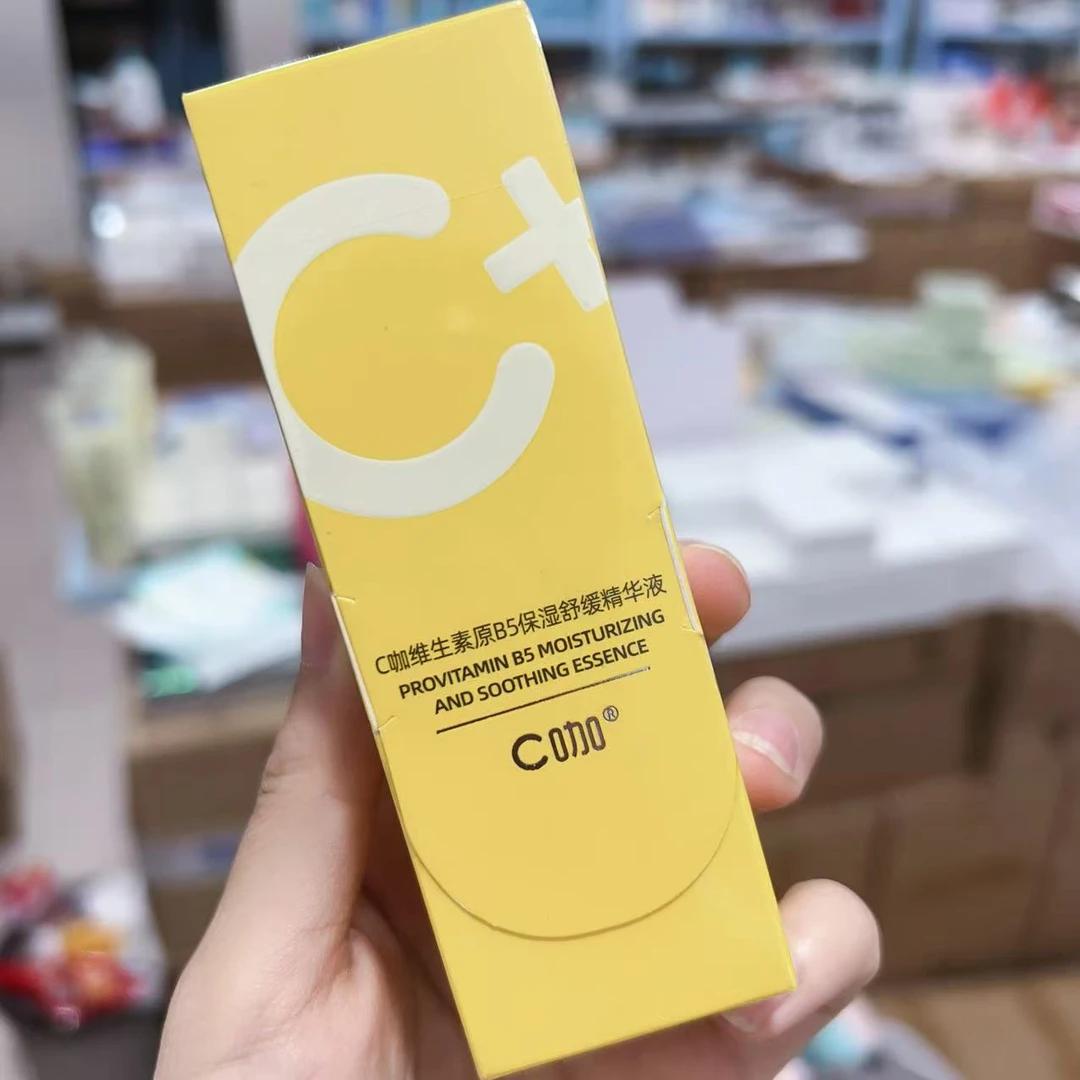 C+
C咖维生素原B5保湿舒缓精华液
PROVITAMIN B5 MOISTURIZING
AND SOOTHING ESSENCE
C咖®